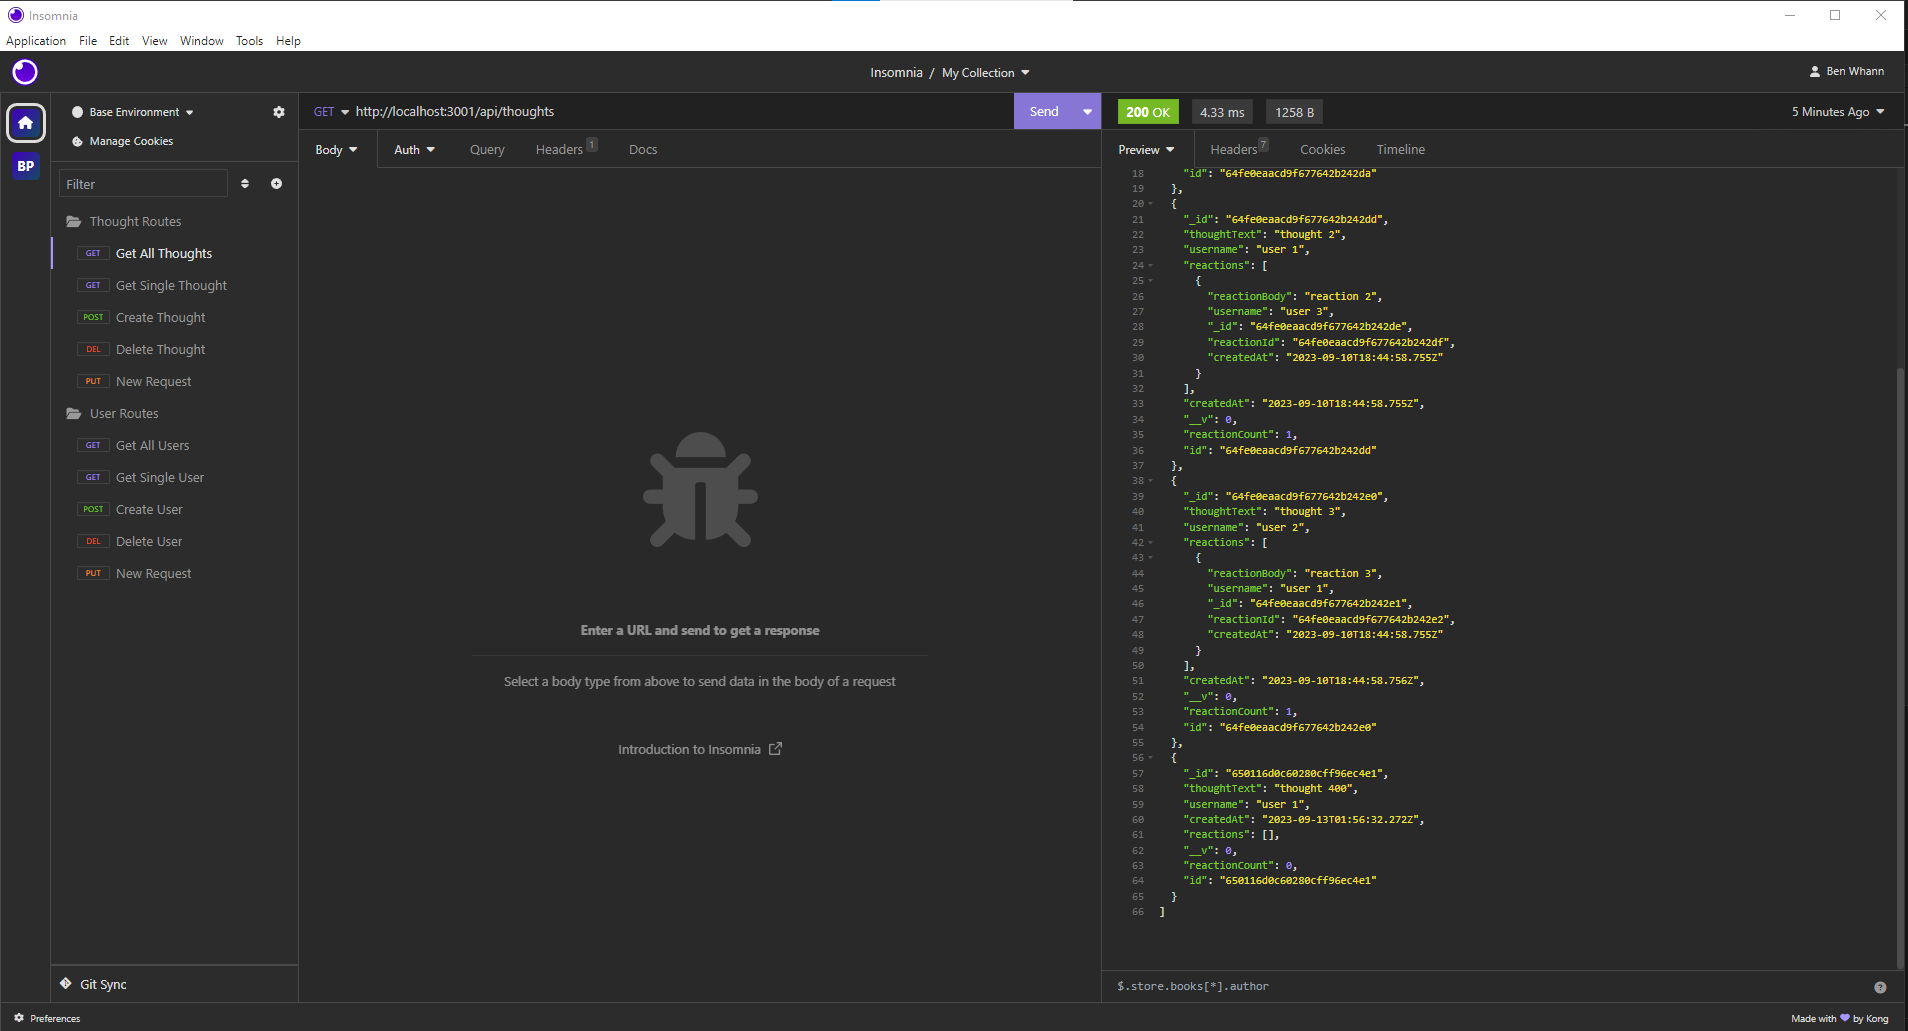 Insomnia
Application File Edit View Window Tools Help
Insomnia / My Collection
Ben Whann
Base Environment
Manage Cookies
BP
Filter
Thought Routes
GET Get All Thoughts
GET Get Single Thought
POST Create Thought
DEL Delete Thought
PUT New Request
User Routes
GET Get All Users
GET Get Single User
POST Create User
DEL Delete User
PUT New Request
Git Sync
Preferences
GET http://localhost:3001/api/thoughts Send
Body Auth Query Headers 1 Docs
Enter a URL and send to get a response
Select a body type from above to send data in the body of a request
Introduction to Insomnia
200 OK 4.33 ms 1258 B 5 Minutes Ago
Preview Headers 7 Cookies Timeline
18 "id": "64fe0eaacd9f677642b242da"
19 },
20 {
21 "_id": "64fe0eaacd9f677642b242dd",
22 "thoughtText": "thought 2",
23 "username": "user 1",
24 "reactions": [
25 {
26 "reactionBody": "reaction 2",
27 "username": "user 3",
28 "_id": "64fe0eaacd9f677642b242de",
29 "reactionId": "64fe0eaacd9f677642b242df",
30 "createdAt": "2023-09-10T18:44:58.755Z"
31 }
32 ],
33 "createdAt": "2023-09-10T18:44:58.755Z",
34 "__v": 0,
35 "reactionCount": 1,
36 "id": "64fe0eaacd9f677642b242dd"
37 },
38 {
39 "_id": "64fe0eaacd9f677642b242e0",
40 "thoughtText": "thought 3",
41 "username": "user 2",
42 "reactions": [
43 {
44 "reactionBody": "reaction 3",
45 "username": "user 1",
46 "_id": "64fe0eaacd9f677642b242e1",
47 "reactionId": "64fe0eaacd9f677642b242e2",
48 "createdAt": "2023-09-10T18:44:58.755Z"
49 }
50 ],
51 "createdAt": "2023-09-10T18:44:58.756Z",
52 "__v": 0,
53 "reactionCount": 1,
54 "id": "64fe0eaacd9f677642b242e0"
55 },
56 {
57 "_id": "650116d0c60280cff96ec4e1",
58 "thoughtText": "thought 400",
59 "username": "user 1",
60 "createdAt": "2023-09-13T01:56:32.272Z",
61 "reactions": [],
62 "__v": 0,
63 "reactionCount": 0,
64 "id": "650116d0c60280cff96ec4e1"
65 }
66 ]
$.store.books[*].author
Made with by Kong